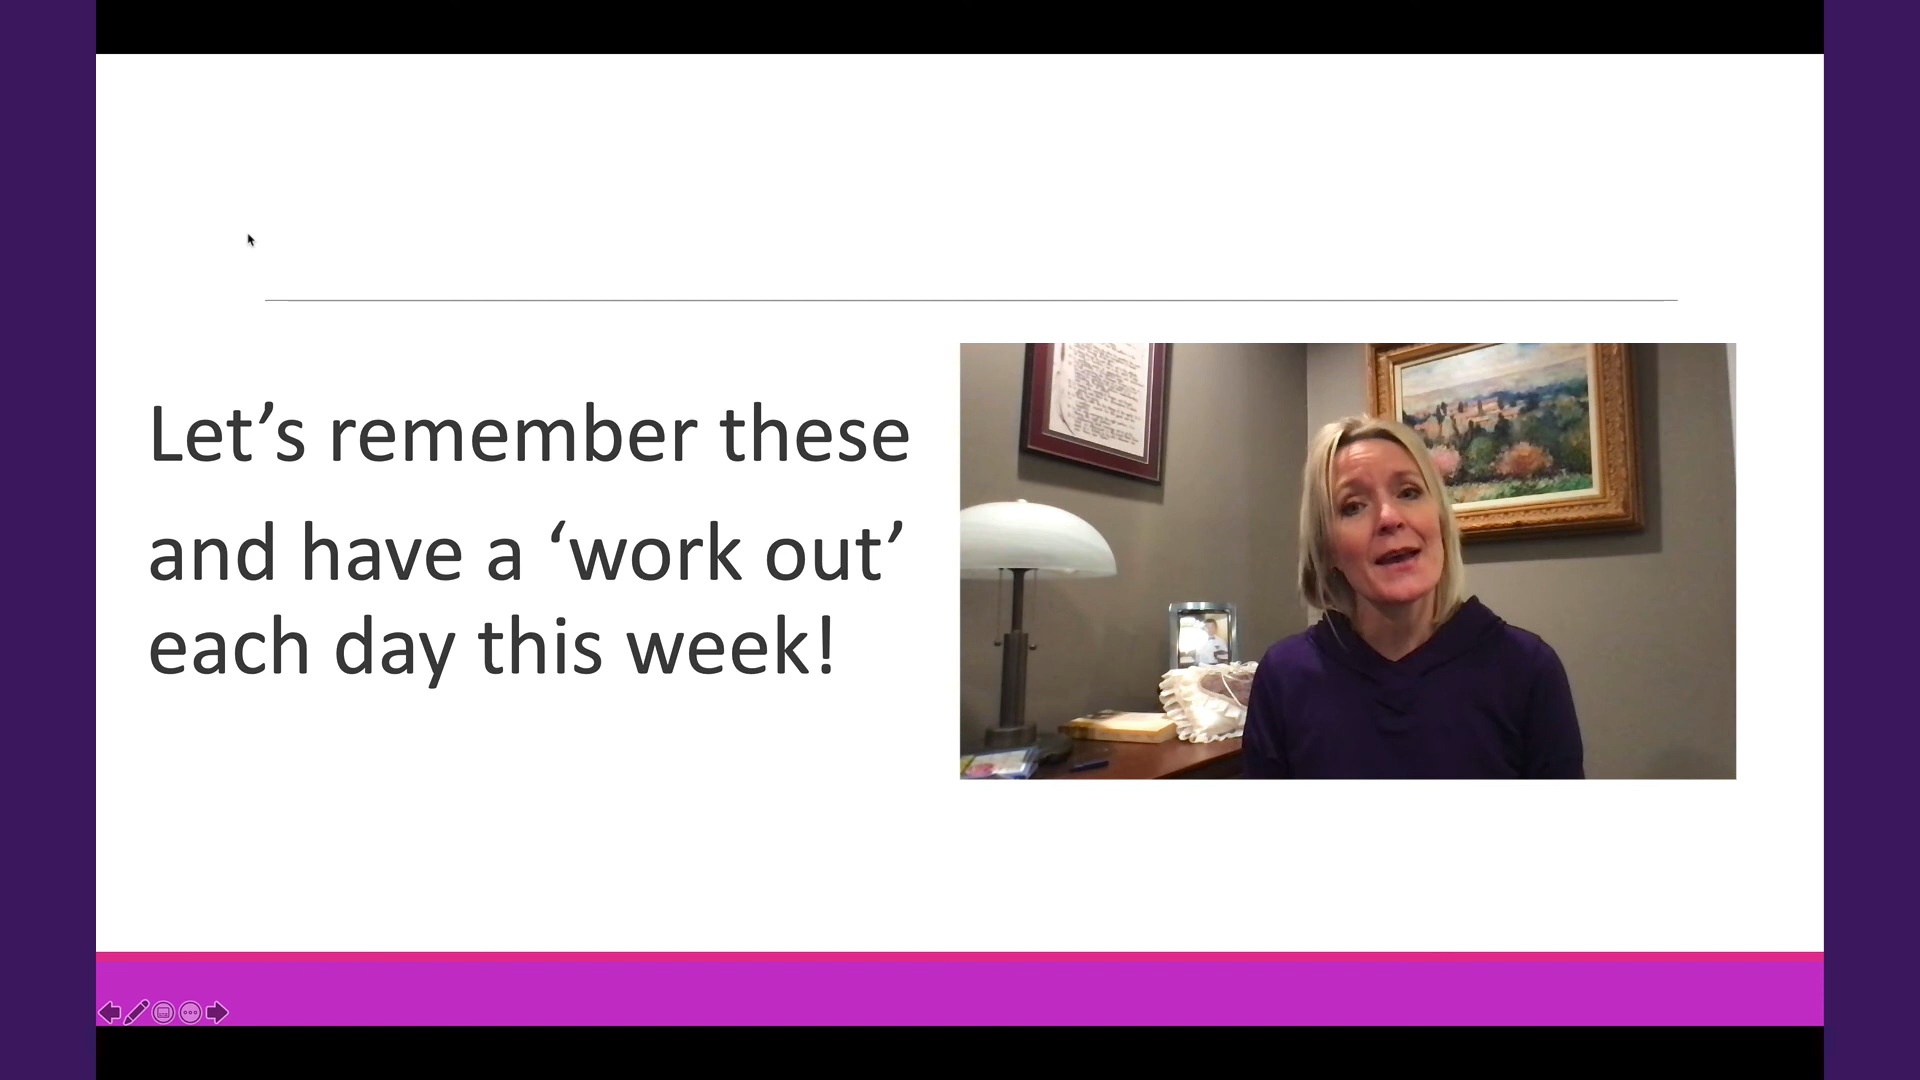 Let’s remember these
and have a ‘work out’
each day this week!